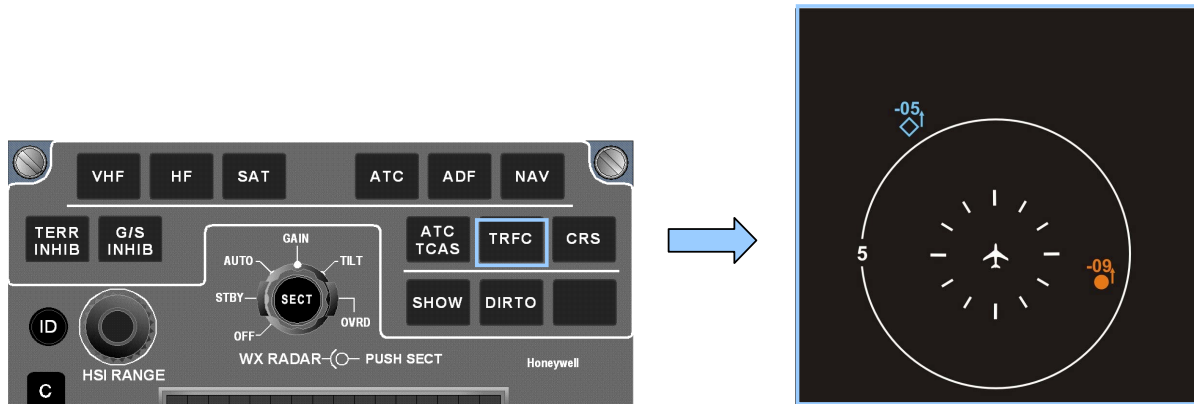 VHF
HF
SAT
ATC
ADF
NAV
TERR
INHIB
G/S
INHIB
ATC
TCAS
TRFC
CRS
GAIN
AUTO
TILT
STBY
SECT
OVRD
OFF
SHOW
DIRTO
ID
WX RADAR
PUSH SECT
Honeywell
HSI RANGE
C
-05
5
-09